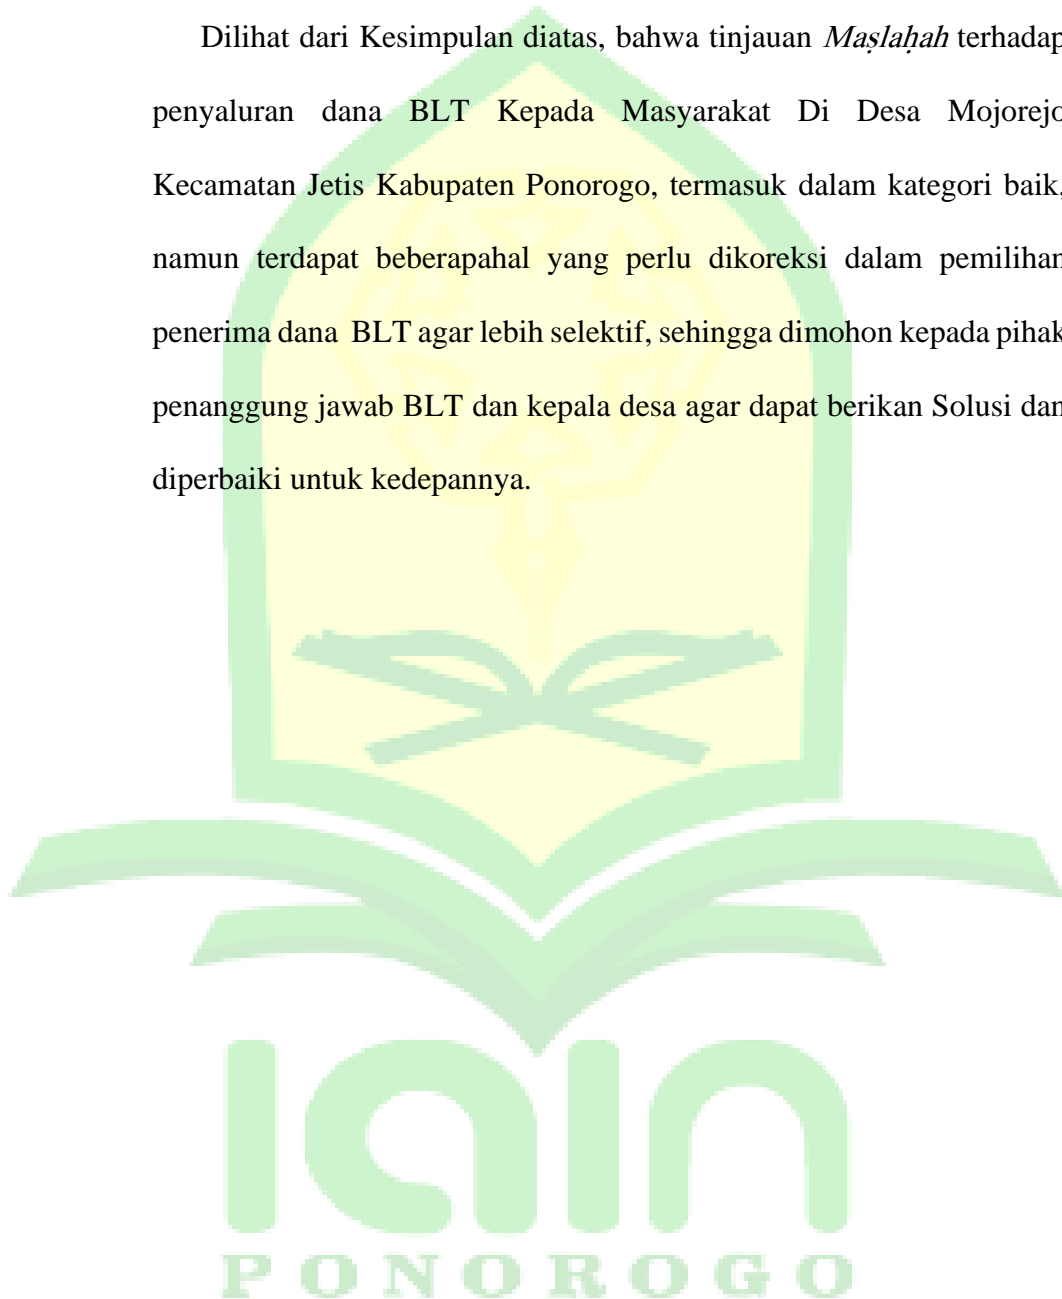 Dilihat dari Kesimpulan diatas, bahwa tinjauan Maṣlaḥah terhadap
penyaluran dana BLT Kepada Masyarakat Di Desa Mojorejo
Kecamatan Jetis Kabupaten Ponorogo, termasuk dalam kategori baik,
namun terdapat beberapahal yang perlu dikoreksi dalam pemilihan
penerima dana BLT agar lebih selektif, sehingga dimohon kepada pihak
penanggung jawab BLT dan kepala desa agar dapat berikan Solusi dan
diperbaiki untuk kedepannya.
IAIN
PONOROGO